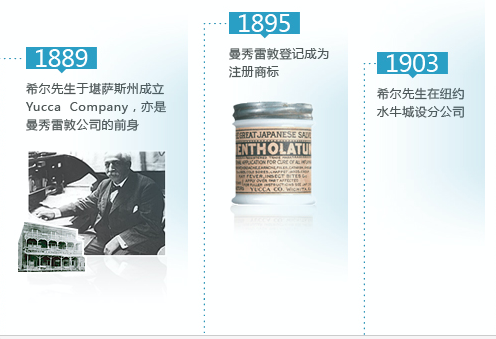 1889
希尔先生于堪萨斯州成立
Yucca Company，亦是
曼秀雷敦公司的前身
1895
曼秀雷敦登记成为
注册商标
GREAT JAPANESE SALVE
ENTHOLATUM
YUCCA CO. WICHITA, K
1903
希尔先生在纽约
水牛城设分公司